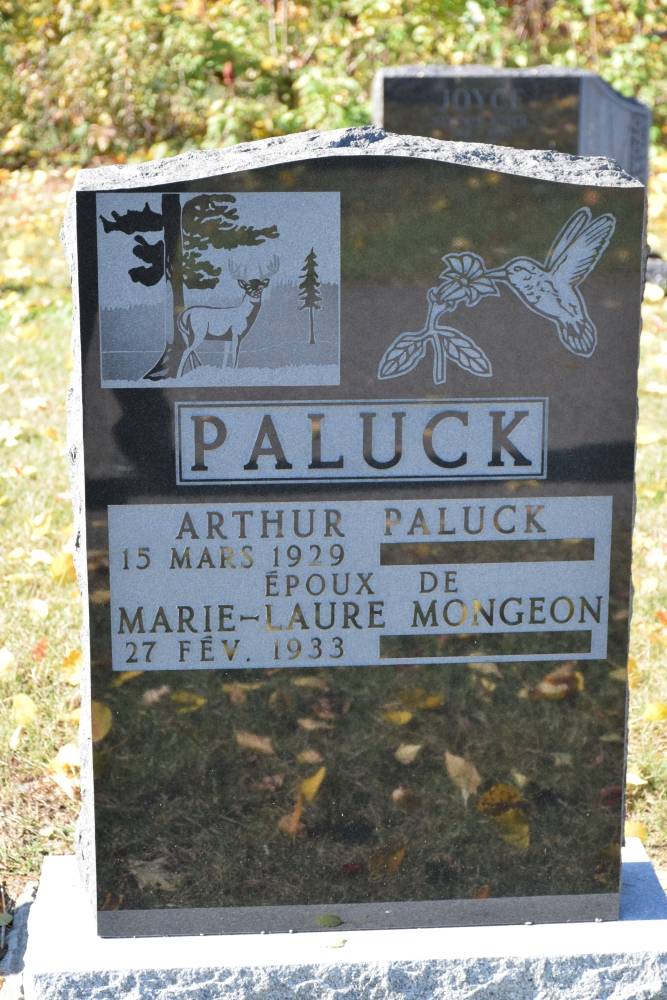 JOYCE
PALUCK
ARTHUR PALUCK
15 MARS 1929
ÉPOUX DE
MARIE-LAURE MONGEON
27 FÉV. 1933